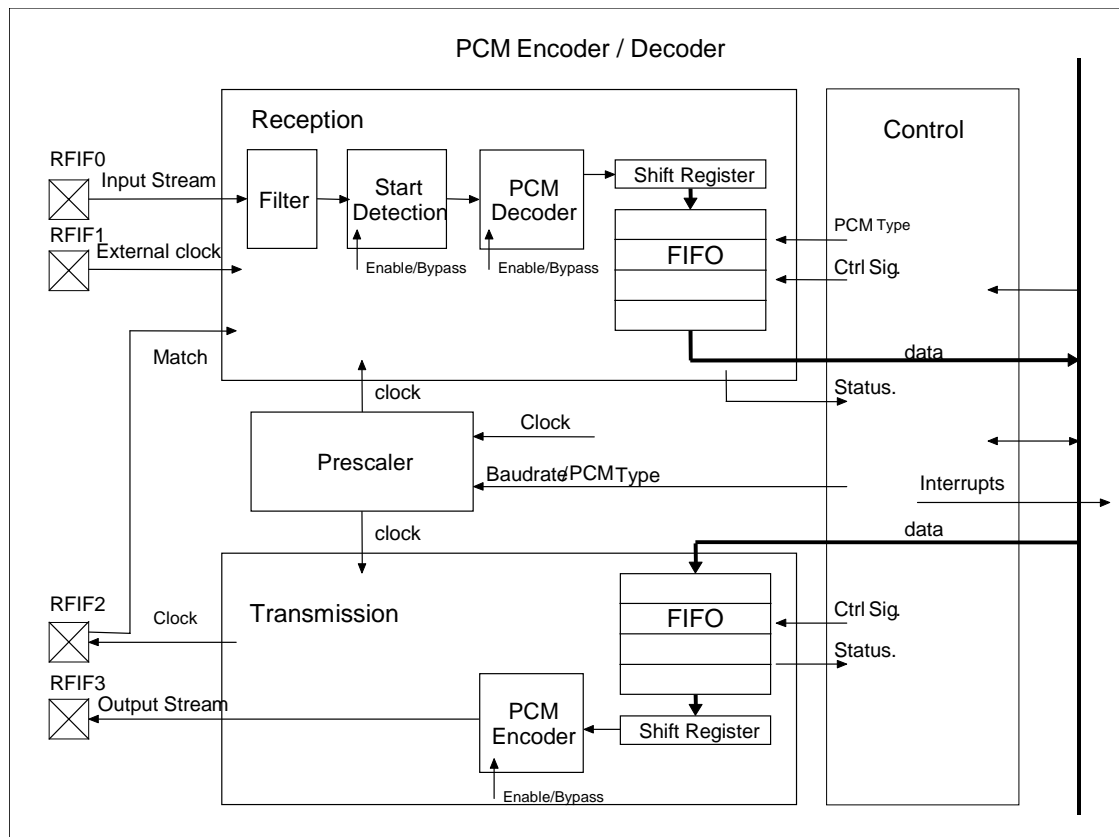 PCM Encoder / Decoder
Reception
Control
RFIF0
Input Stream
Filter
Start
Detection
PCM
Decoder
Shift Register
RFIF1
External clock
Enable/Bypass
Enable/Bypass
FIFO
PCM Type
Ctrl Sig.
Match
data
clock
Status.
Prescaler
Clock
Baudrate/PCM Type
Interrupts
clock
data
RFIF2
Clock
Transmission
FIFO
Ctrl Sig.
Status.
RFIF3
Output Stream
PCM
Encoder
Shift Register
Enable/Bypass